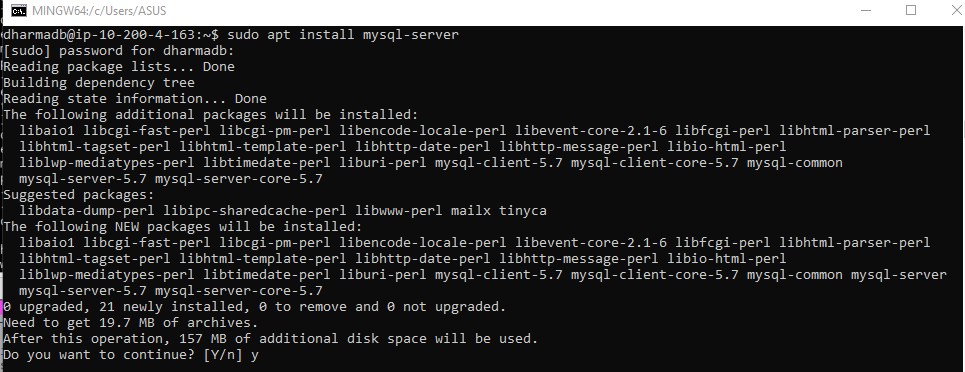 MINGW64:/c/Users/ASUS
dharmadb@ip-10-200-4-163:~$ sudo apt install mysql-server
[sudo] password for dharmadb:
Reading package lists... Done
Building dependency tree
Reading state information... Done
The following additional packages will be installed:
  libaio1 libcgi-fast-perl libcgi-pm-perl libencode-locale-perl libevent-core-2.1-6 libfcgi-perl libhtml-parser-perl
  libhtml-tagset-perl libhtml-template-perl libhttp-date-perl libhttp-message-perl libio-html-perl
  liblwp-mediatypes-perl libtimedate-perl liburi-perl mysql-client-5.7 mysql-client-core-5.7 mysql-common
  mysql-server-5.7 mysql-server-core-5.7
Suggested packages:
  libdata-dump-perl libipc-sharedcache-perl libwww-perl mailx tinyca
The following NEW packages will be installed:
  libaio1 libcgi-fast-perl libcgi-pm-perl libencode-locale-perl libevent-core-2.1-6 libfcgi-perl libhtml-parser-perl
  libhtml-tagset-perl libhtml-template-perl libhttp-date-perl libhttp-message-perl libio-html-perl
  liblwp-mediatypes-perl libtimedate-perl liburi-perl mysql-client-5.7 mysql-client-core-5.7 mysql-common mysql-server
  mysql-server-5.7 mysql-server-core-5.7
0 upgraded, 21 newly installed, 0 to remove and 0 not upgraded.
Need to get 19.7 MB of archives.
After this operation, 157 MB of additional disk space will be used.
Do you want to continue? [Y/n] y